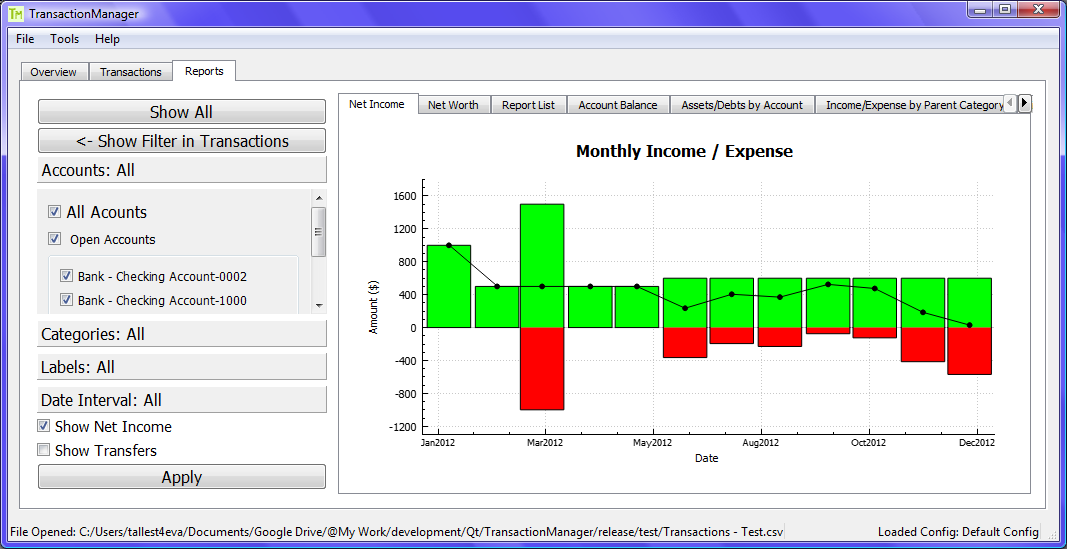 TM TransactionManager
File Tools Help
Overview Transactions Reports
Show All
<- Show Filter in Transactions
Accounts: All
All Acounts
Open Accounts
Bank - Checking Account-0002
Bank - Checking Account-1000
Categories: All
Labels: All
Date Interval: All
Show Net Income
Show Transfers
Apply
Net Income Net Worth Report List Account Balance Assets/Debts by Account Income/Expense by Parent Category
Monthly Income / Expense
Amount ($)
1600
1200
800
400
0
-400
-800
-1200
Jan2012 Mar2012 May2012 Aug2012 Oct2012 Dec2012
Date
File Opened: C:/Users/tallest4eva/Documents/Google Drive/@My Work/development/Qt/TransactionManager/release/test/Transactions - Test.csv Loaded Config: Default Config